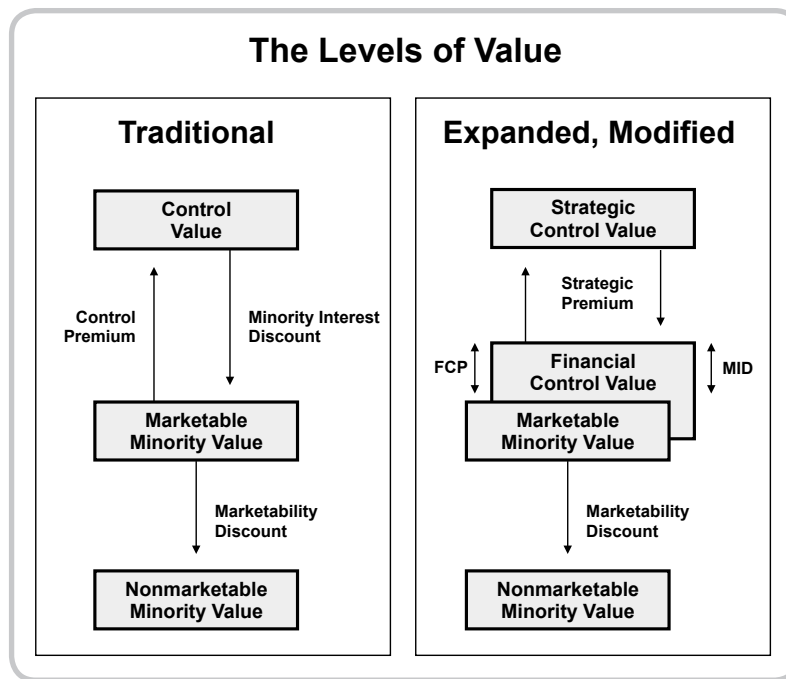 The Levels of Value
Traditional
Control
Value
Control
Premium
Minority Interest
Discount
Marketable
Minority Value
Marketability
Discount
Nonmarketable
Minority Value
Expanded, Modified
Strategic
Control Value
Strategic
Premium
FCP
Financial
Control Value
MID
Marketable
Minority Value
Marketability
Discount
Nonmarketable
Minority Value